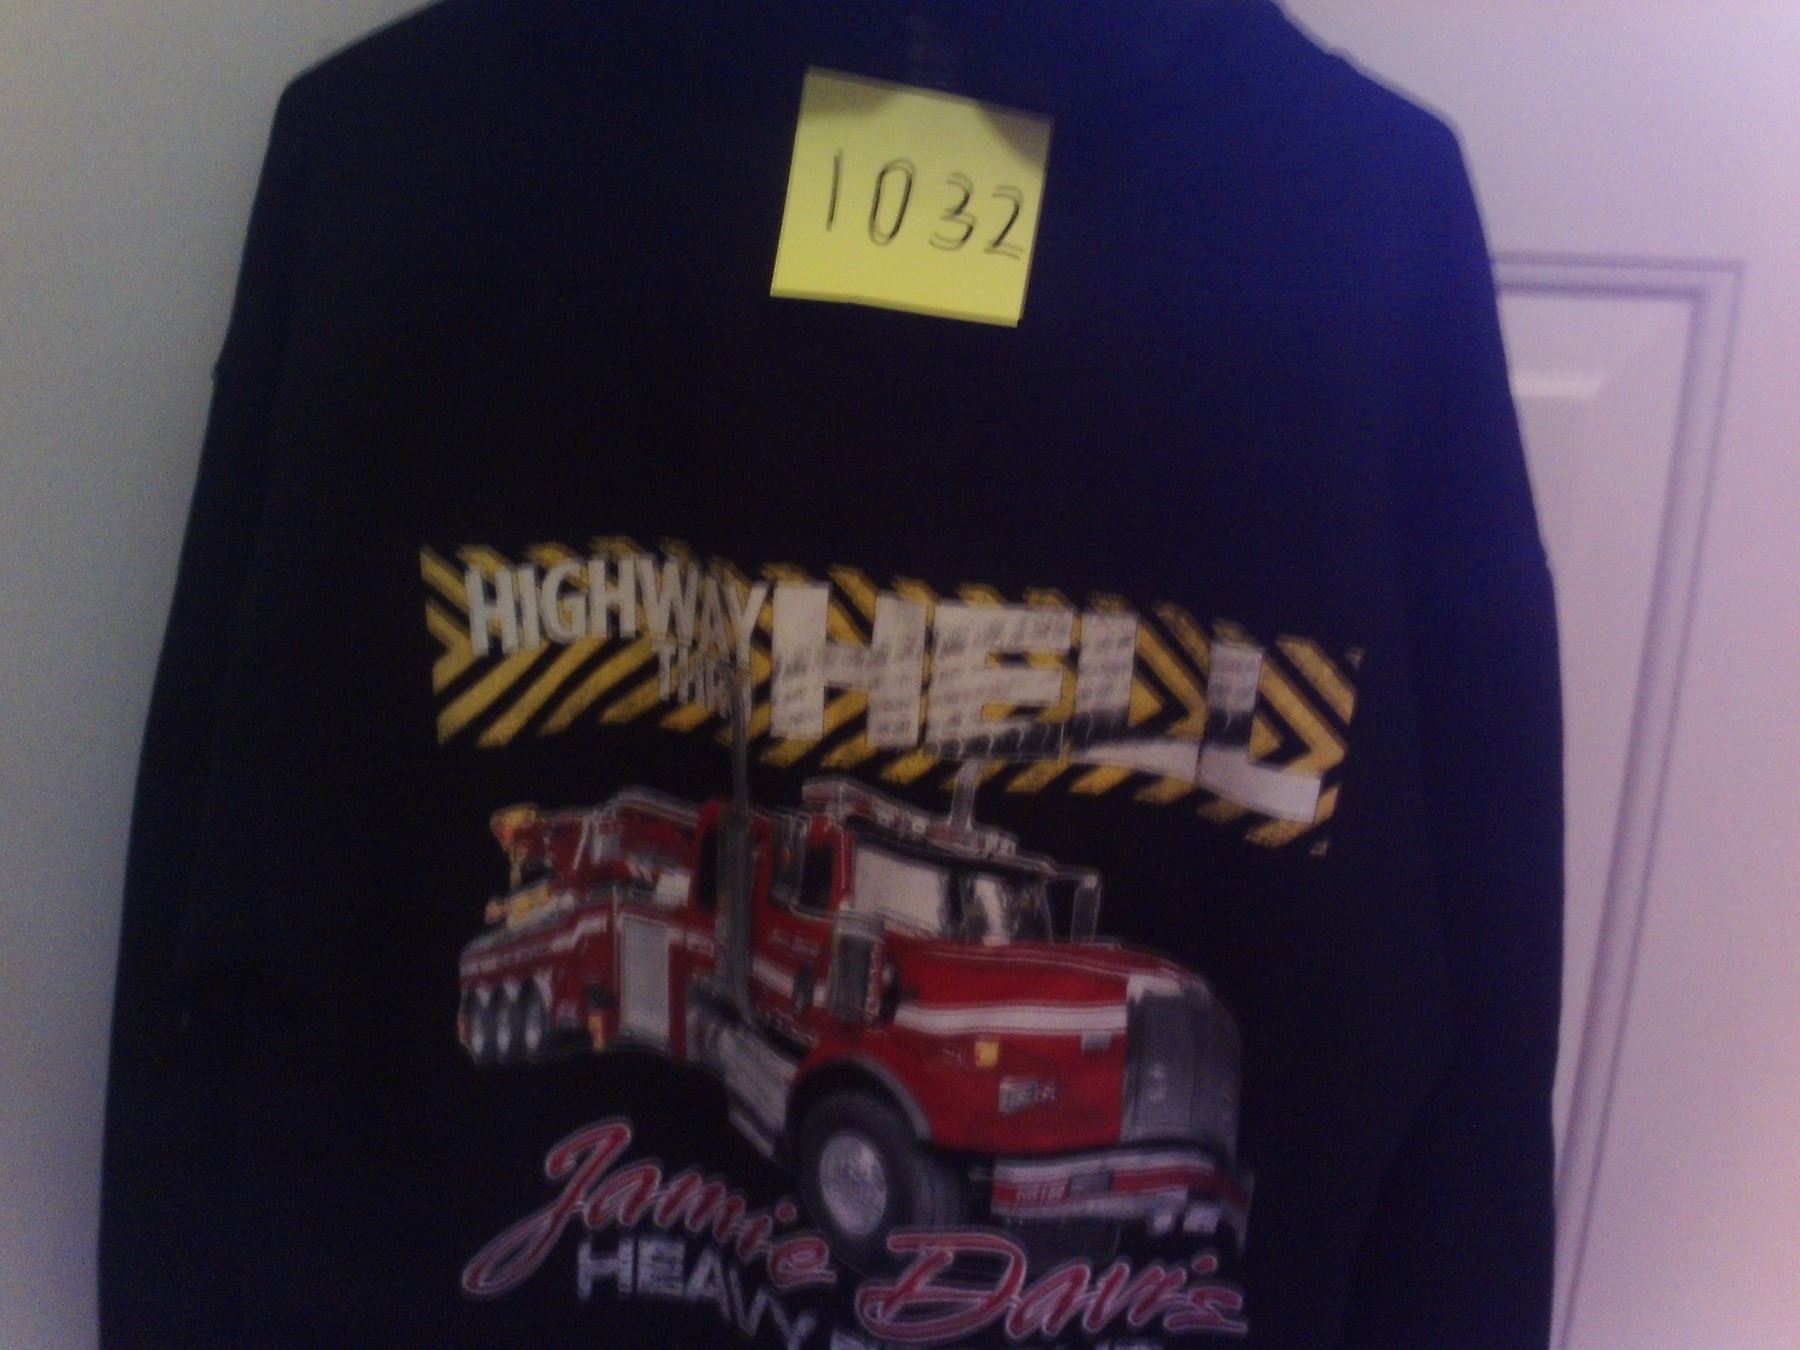 1032
HIGHWAY
THRU
HELL
Jamie Davis
HEAVY